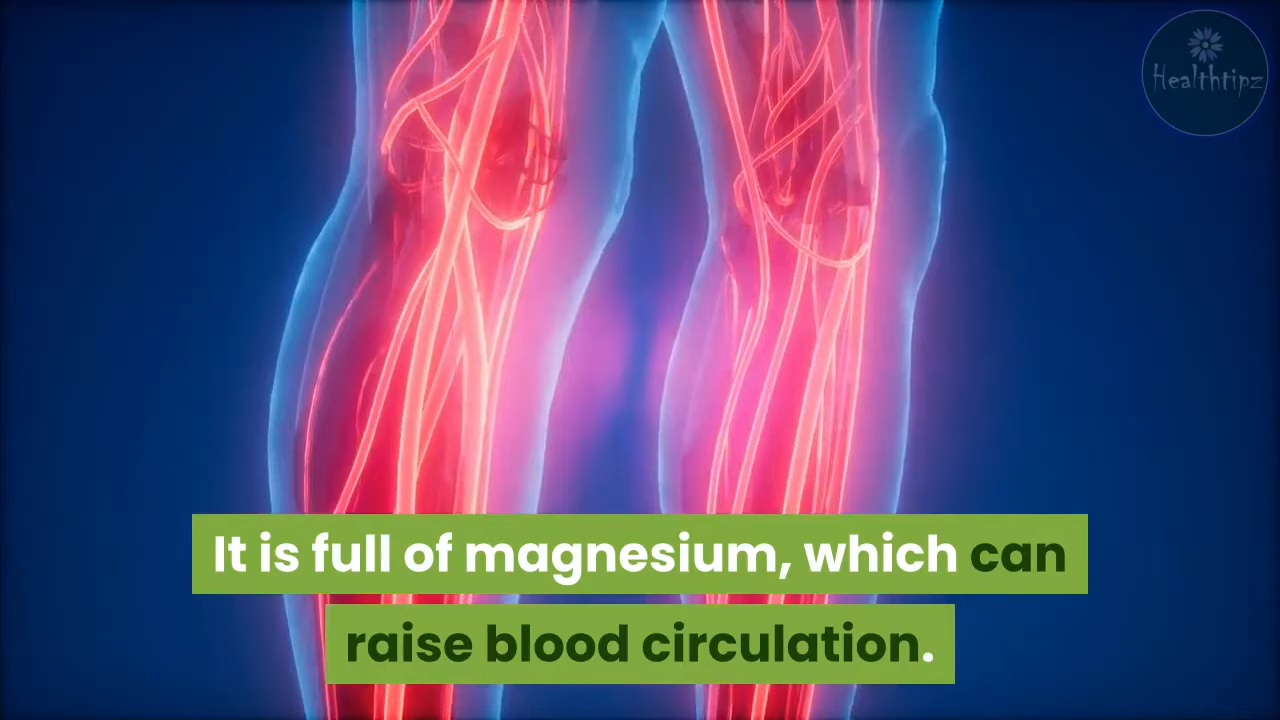 Healthtipz
It is full of magnesium, which can
raise blood circulation.